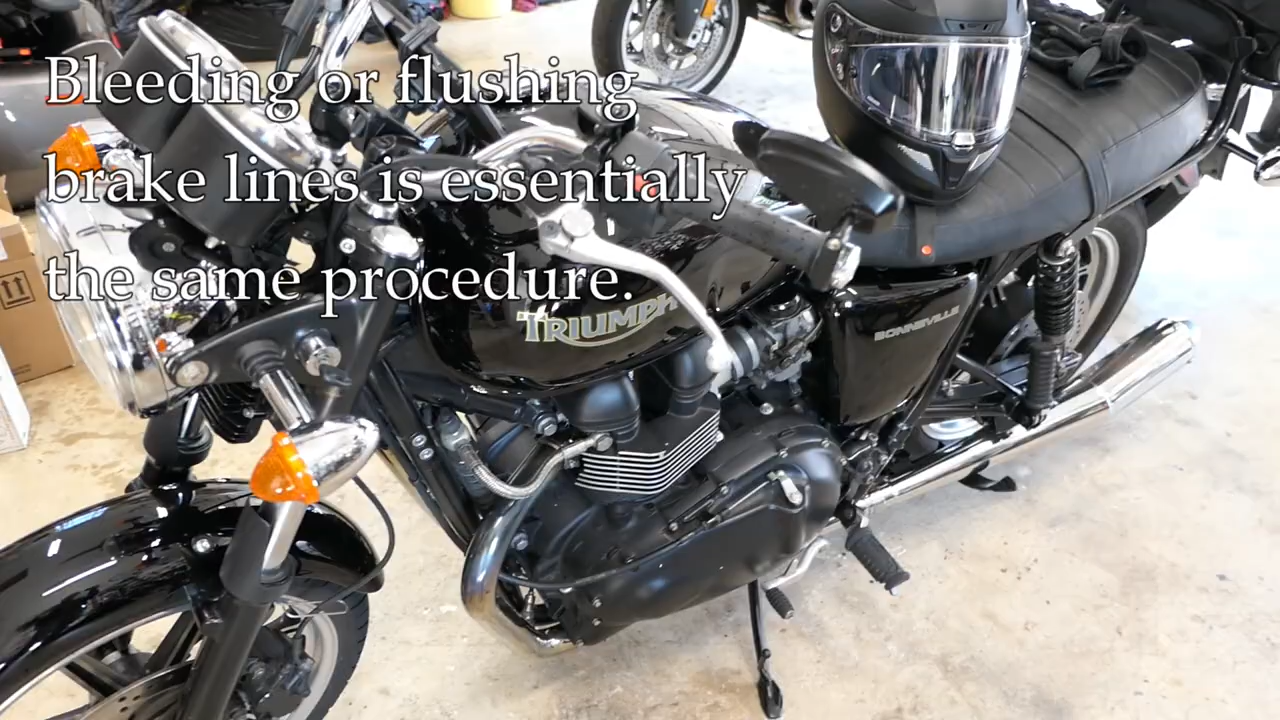 Bleeding or flushing
brake lines is essentially
the same procedure.
TRIUMPH
BONNEVILLE